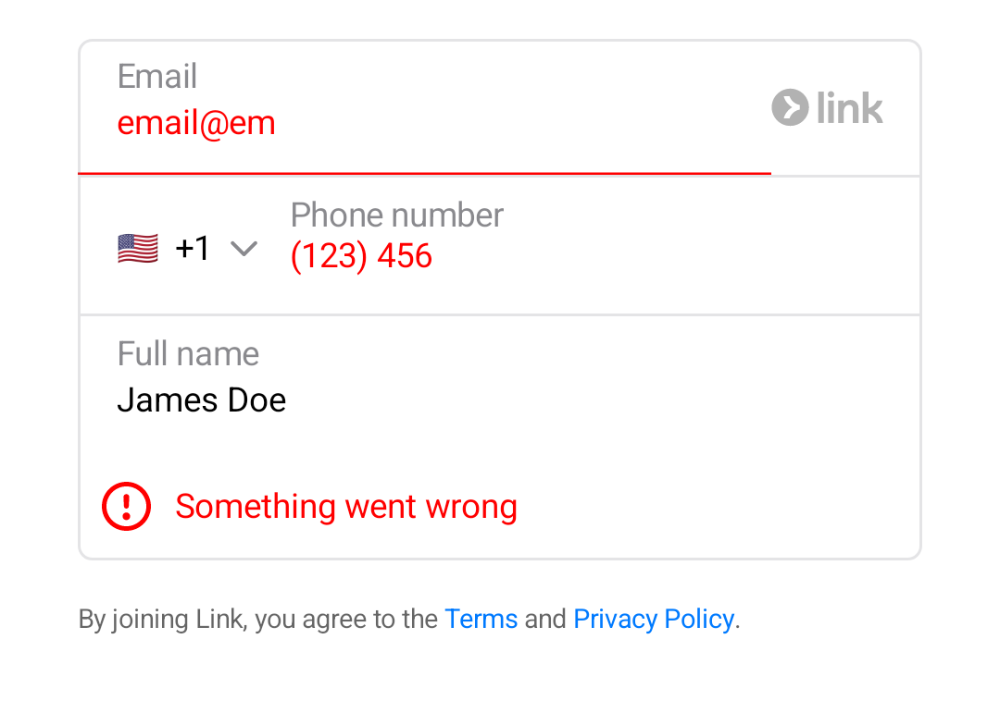 Email
email@em
link
Phone number
+1
(123) 456
Full name
James Doe
Something went wrong
By joining Link, you agree to the Terms and Privacy Policy.